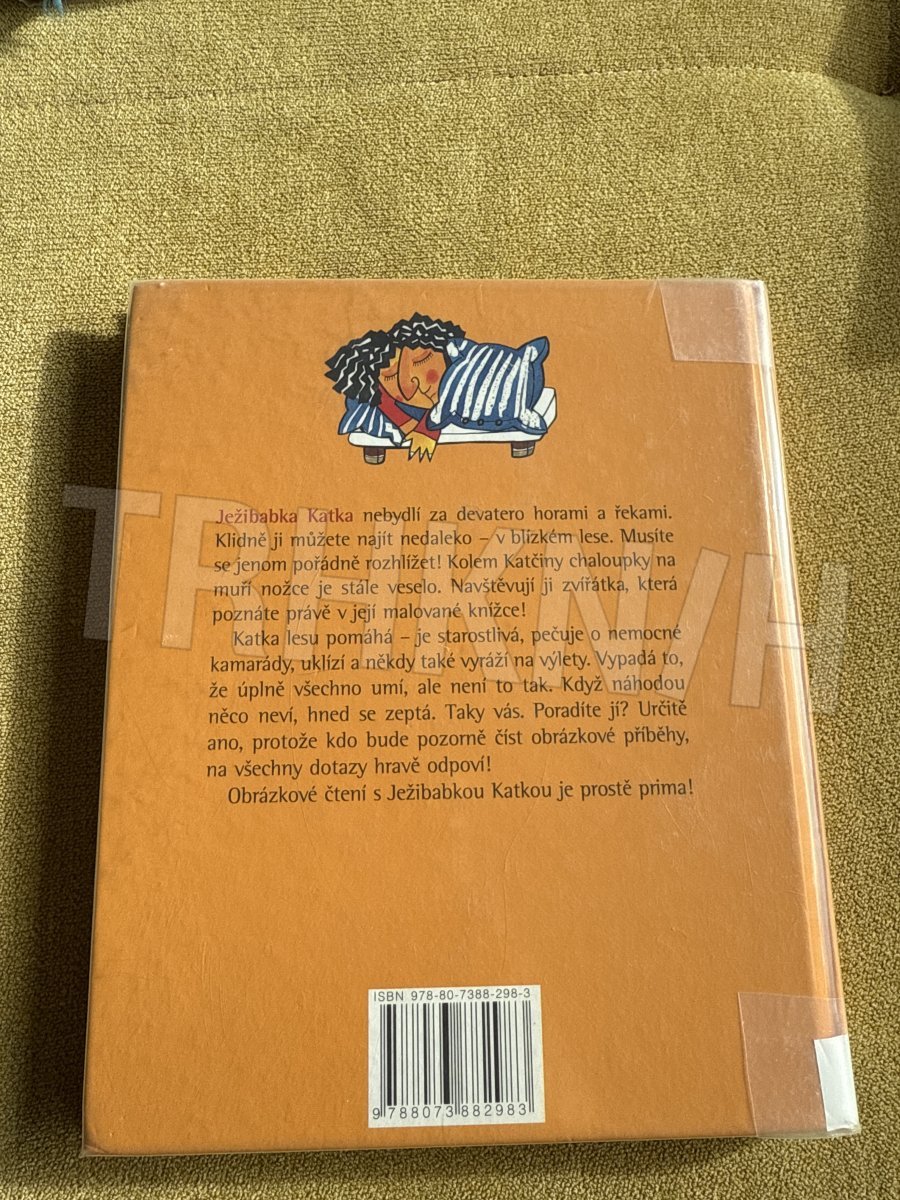 Ježibabka Katka nebydlí za devatero horami a řekami.
Klidně ji můžete najít nedaleko – v blízkém lese. Musíte
se jenom pořádně rozhlížet! Kolem Katčiny chaloupky na
muří nožce je stále veselo. Navštěvují ji zvířátka, která
poznáte právě v její malované knížce!
Katka lesu pomáhá – je starostlivá, pečuje o nemocné
kamarády, uklízí a někdy také vyráží na výlety. Vypadá to,
že úplně všechno umí, ale není to tak. Když náhodou
něco neví, hned se zeptá. Taky vás. Poradíte jí? Určitě
ano, protože kdo bude pozorně číst obrázkové příběhy,
na všechny dotazy hravě odpoví!
Obrázkové čtení s Ježibabkou Katkou je prostě prima!
ISBN 978-80-7388-298-3
9 788073 882983
TRHKNIH